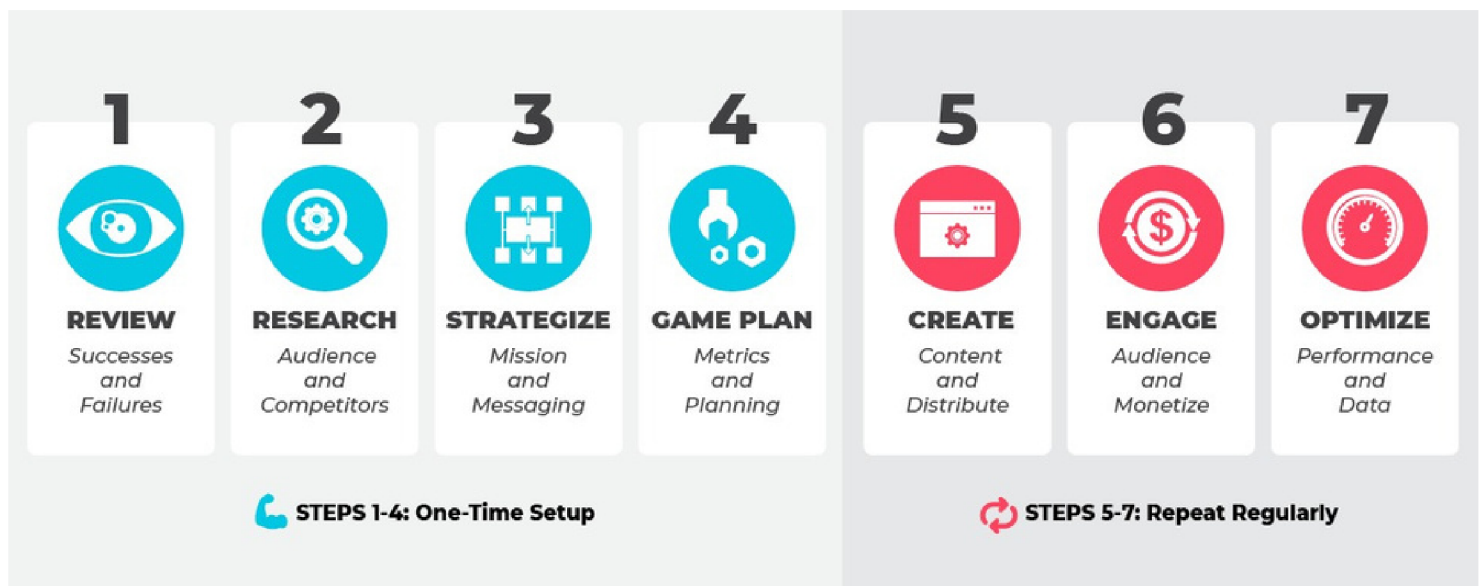 1
REVIEW
Successes
and
Failures
2
RESEARCH
Audience
and
Competitors
3
STRATEGIZE
Mission
and
Messaging
4
GAME PLAN
Metrics
and
Planning
STEPS 1-4: One-Time Setup
5
CREATE
Content
and
Distribute
6
ENGAGE
Audience
and
Monetize
$
7
OPTIMIZE
Performance
and
Data
STEPS 5-7: Repeat Regularly